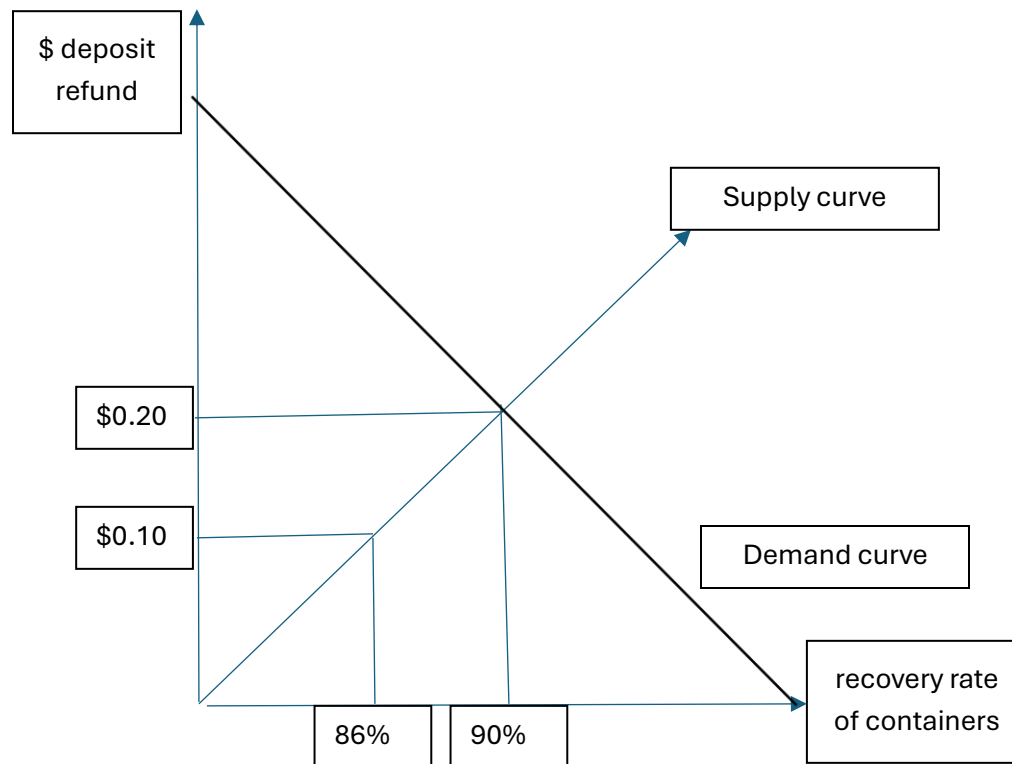 $ deposit
refund
Supply curve
$0.20
$0.10
Demand curve
recovery rate
of containers
86%
90%